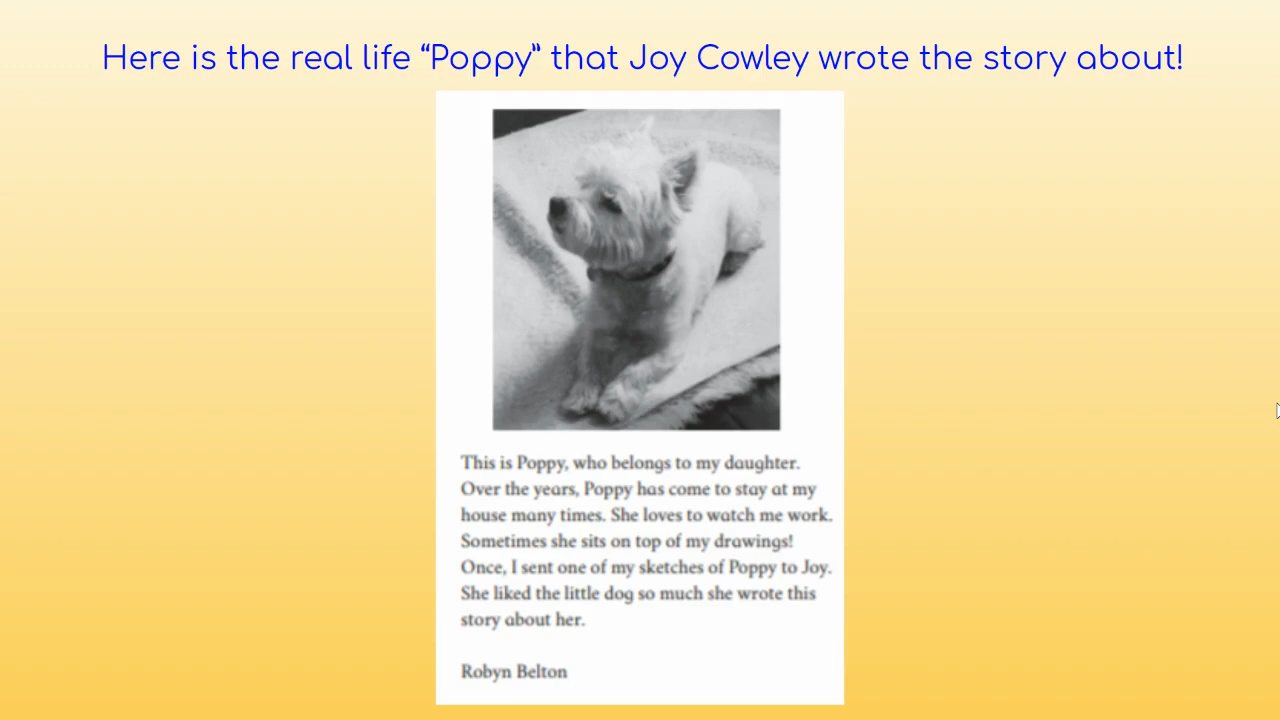 Here is the real life “Poppy” that Joy Cowley wrote the story about!
This is Poppy, who belongs to my daughter.
Over the years, Poppy has come to stay at my
house many times. She loves to watch me work.
Sometimes she sits on top of my drawings!
Once, I sent one of my sketches of Poppy to Joy.
She liked the little dog so much she wrote this
story about her.
Robyn Belton